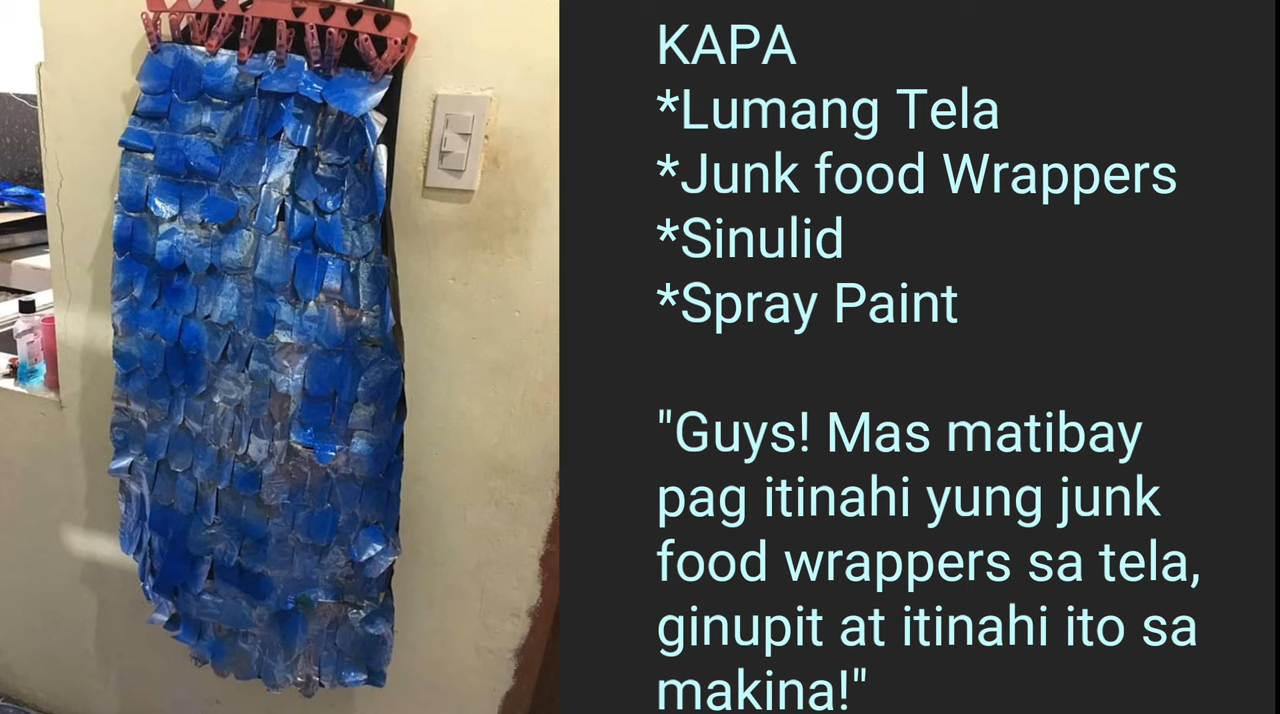 KAPA
*Lumang Tela
*Junk food Wrappers
*Sinulid
*Spray Paint
"Guys! Mas matibay
pag itinahi yung junk
food wrappers sa tela,
ginupit at itinahi ito sa
makina!"